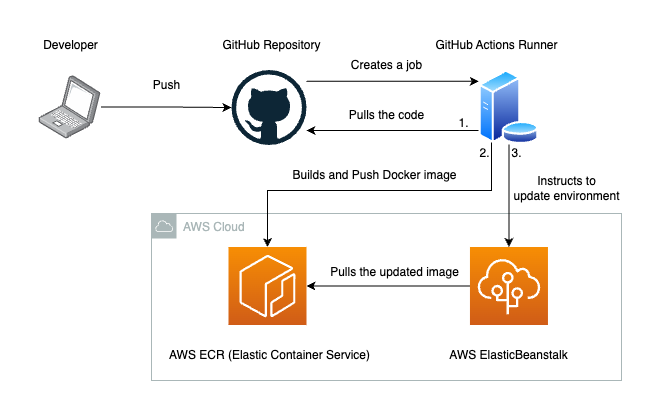 Developer
GitHub Repository
GitHub Actions Runner
Push
Creates a job
Pulls the code
1.
2.
3.
Builds and Push Docker image
Instructs to
update environment
AWS Cloud
Pulls the updated image
AWS ECR (Elastic Container Service)
AWS ElasticBeanstalk